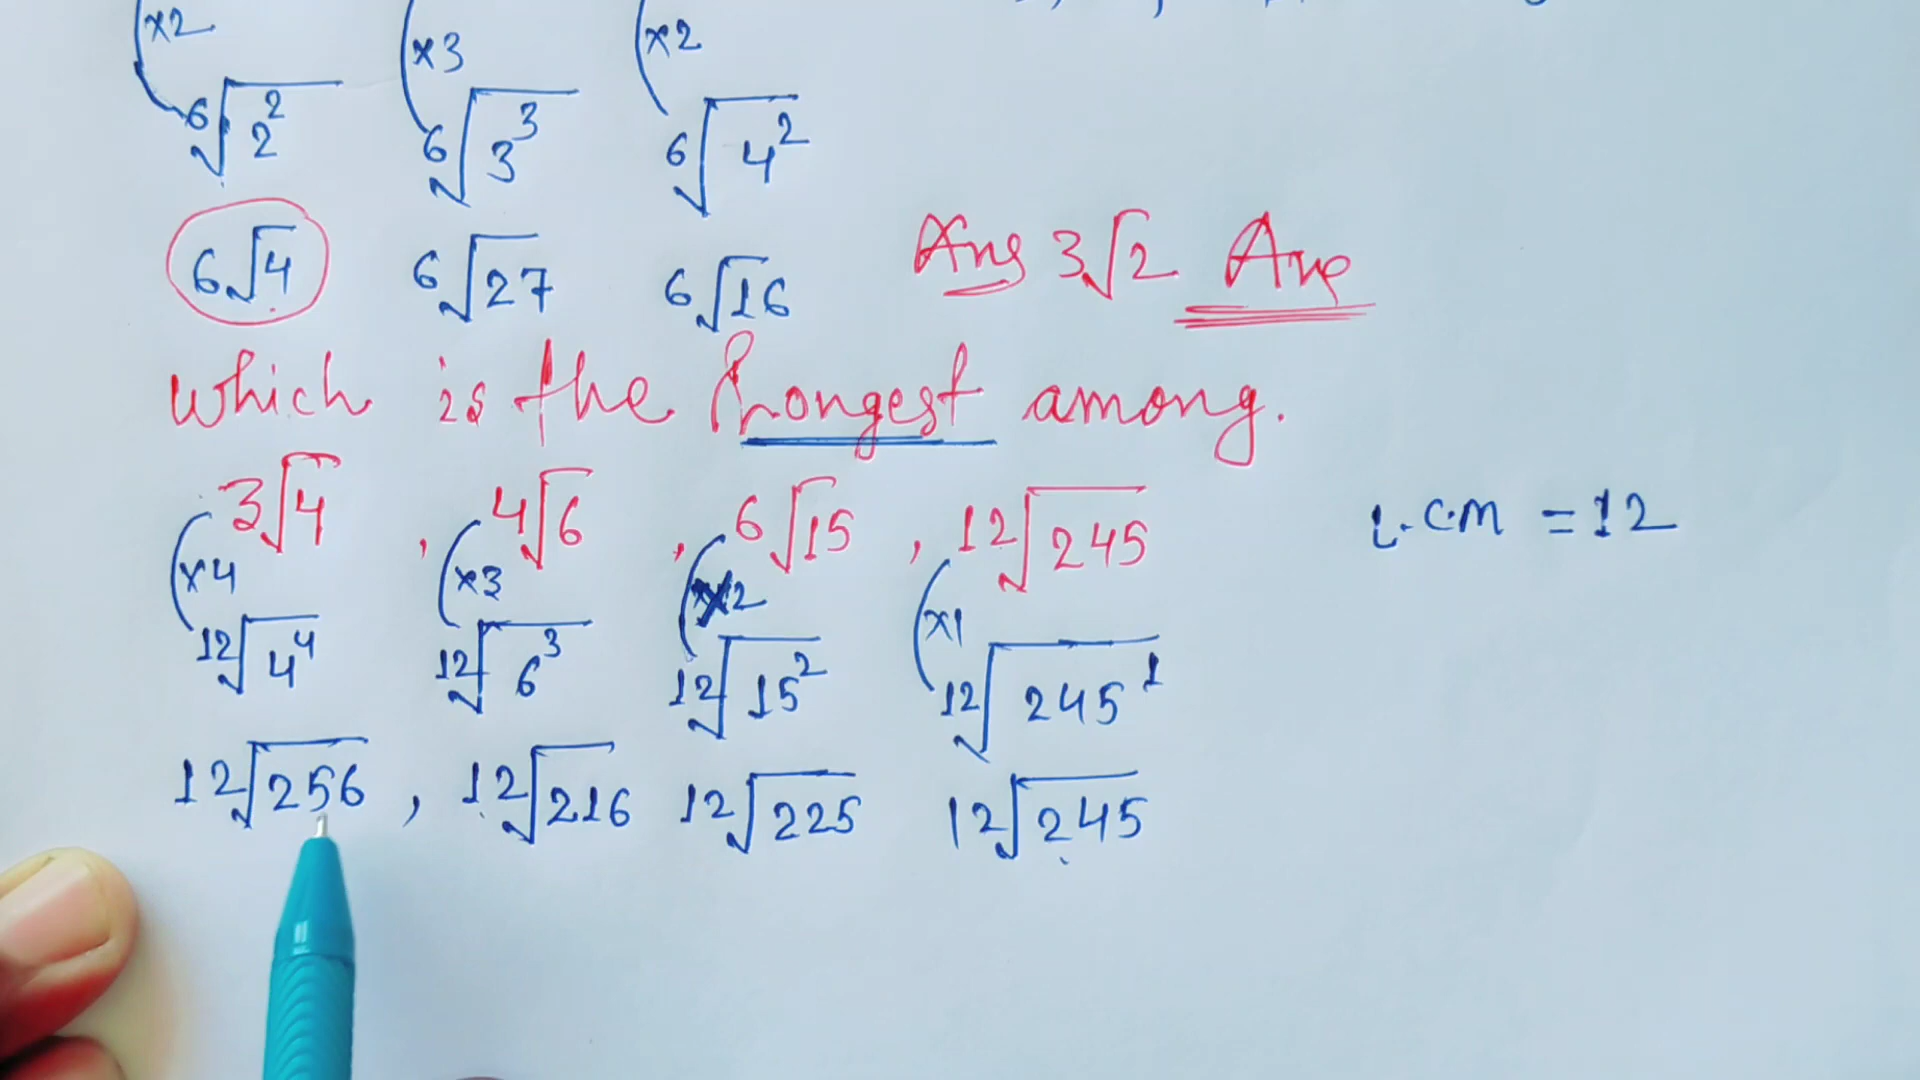 ×2 ×3 ×2
⁶√2² ⁶√3³ ⁶√4²
6√4 6√27 6√16 Ans 3√2 Ans
which is the Longest among.
3√4 , 4√6 , 6√15 , 12√245 L.C.M = 12
×4 ×3 ×2 ×1
12√4⁴ 12√6³ 12√15² 12√245¹
12√256 , 12√216 12√225 12√245